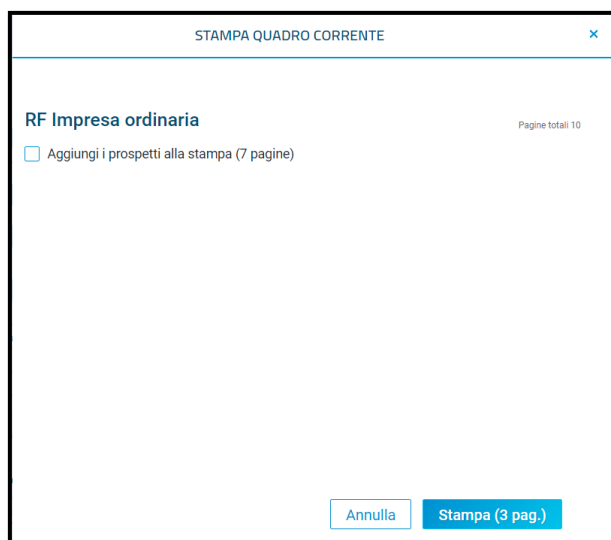 STAMPA QUADRO CORRENTE ×
RF Impresa ordinaria
Pagine totali 10
Aggiungi i prospetti alla stampa (7 pagine)
Annulla
Stampa (3 pag.)